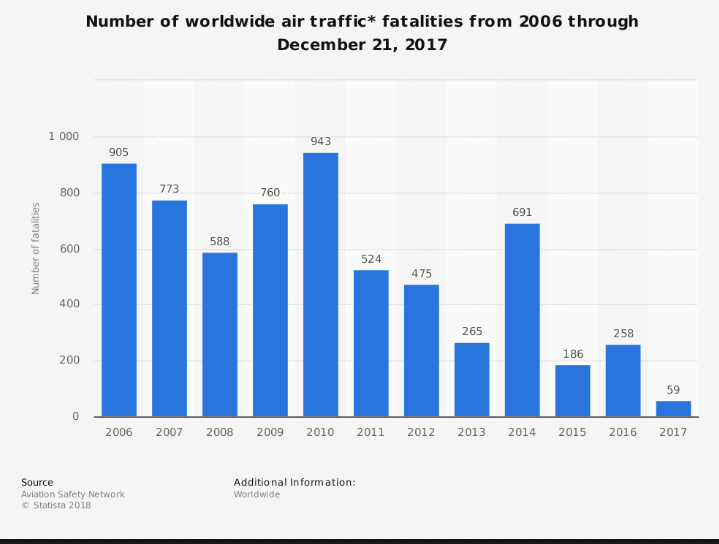 Number of worldwide air traffic* fatalities from 2006 through
December 21, 2017
Number of fatalities
1 000
800
600
400
200
0
905
773
588
760
943
524
475
265
691
186
258
59
2006 2007 2008 2009 2010 2011 2012 2013 2014 2015 2016 2017
Source
Aviation Safety Network
© Statista 2018
Additional Information:
Worldwide